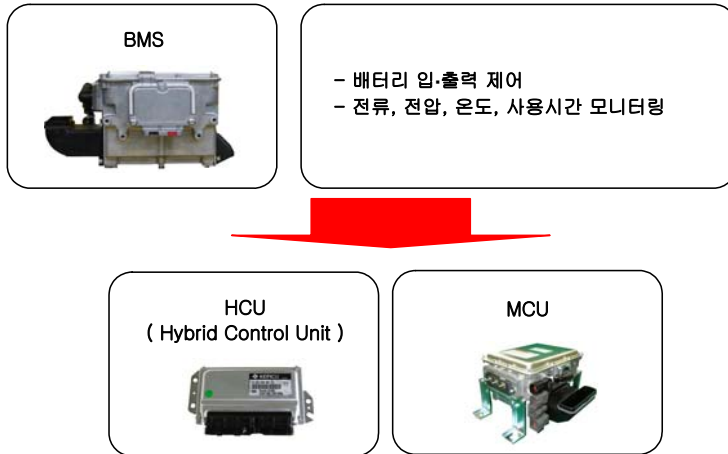 BMS
- 배터리 입·출력 제어
- 전류, 전압, 온도, 사용시간 모니터링
HCU
( Hybrid Control Unit )
MCU
KEFICO